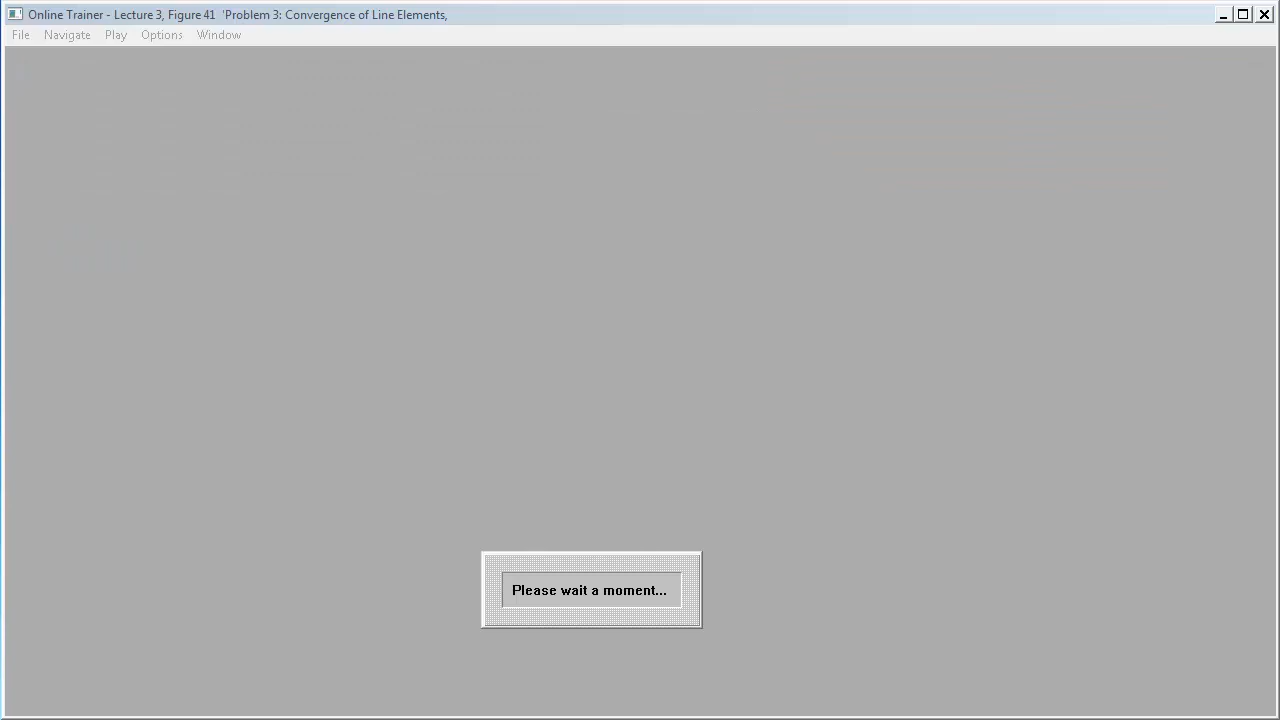 Online Trainer - Lecture 3, Figure 41  'Problem 3: Convergence of Line Elements,
File Navigate Play Options Window
Please wait a moment...